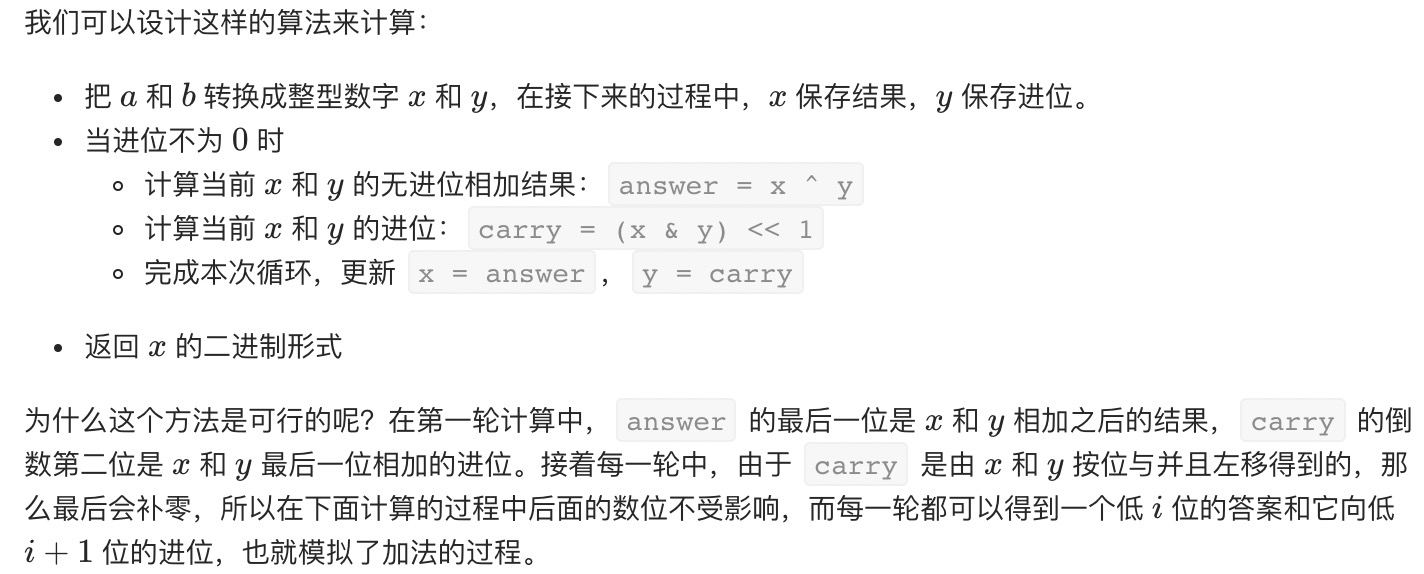 我们可以设计这样的算法来计算：
• 把 a 和 b 转换成整型数字 x 和 y，在接下来的过程中，x 保存结果，y 保存进位。
• 当进位不为 0 时
◦ 计算当前 x 和 y 的无进位相加结果： answer = x ^ y
◦ 计算当前 x 和 y 的进位： carry = (x & y) << 1
◦ 完成本次循环，更新 x = answer ， y = carry
• 返回 x 的二进制形式
为什么这个方法是可行的呢？在第一轮计算中， answer 的最后一位是 x 和 y 相加之后的结果， carry 的倒
数第二位是 x 和 y 最后一位相加的进位。接着每一轮中，由于 carry 是由 x 和 y 按位与并且左移得到的，那
么最后会补零，所以在下面计算的过程中后面的数位不受影响，而每一轮都可以得到一个低 i 位的答案和它向低
i + 1 位的进位，也就模拟了加法的过程。